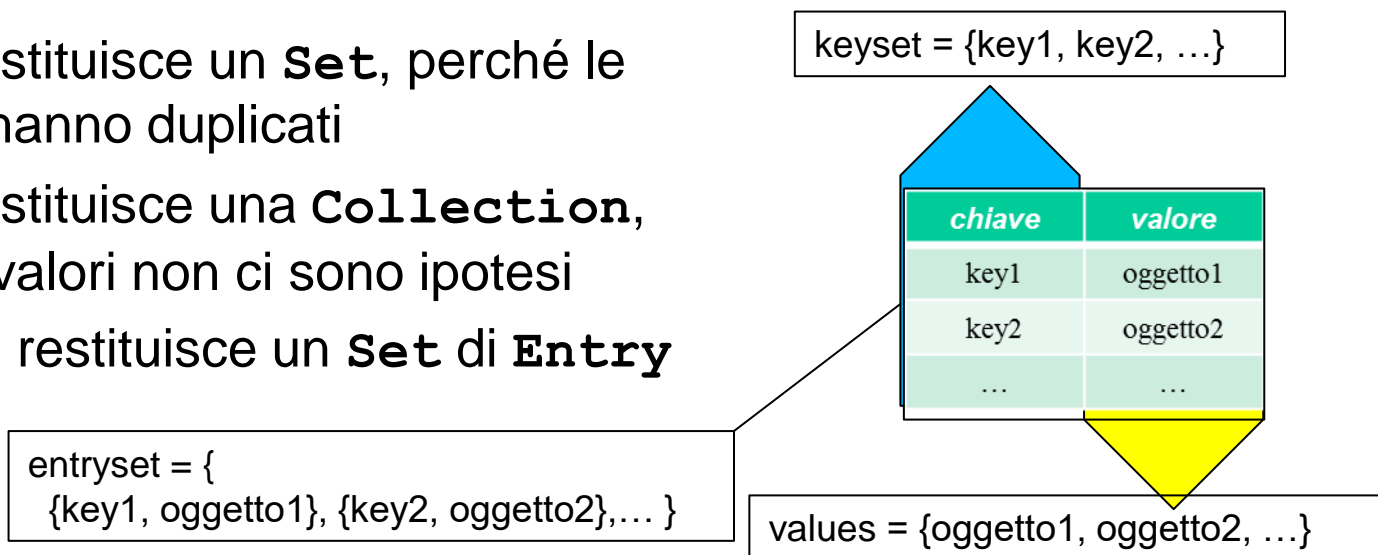 stituisce un Set, perché le
nanno duplicati
stituisce una Collection,
valori non ci sono ipotesi
restituisce un Set di Entry
keyset = {key1, key2, …}
chiave valore
key1 oggetto1
key2 oggetto2
… …
entryset = {
{key1, oggetto1}, {key2, oggetto2},… }
values = {oggetto1, oggetto2, …}